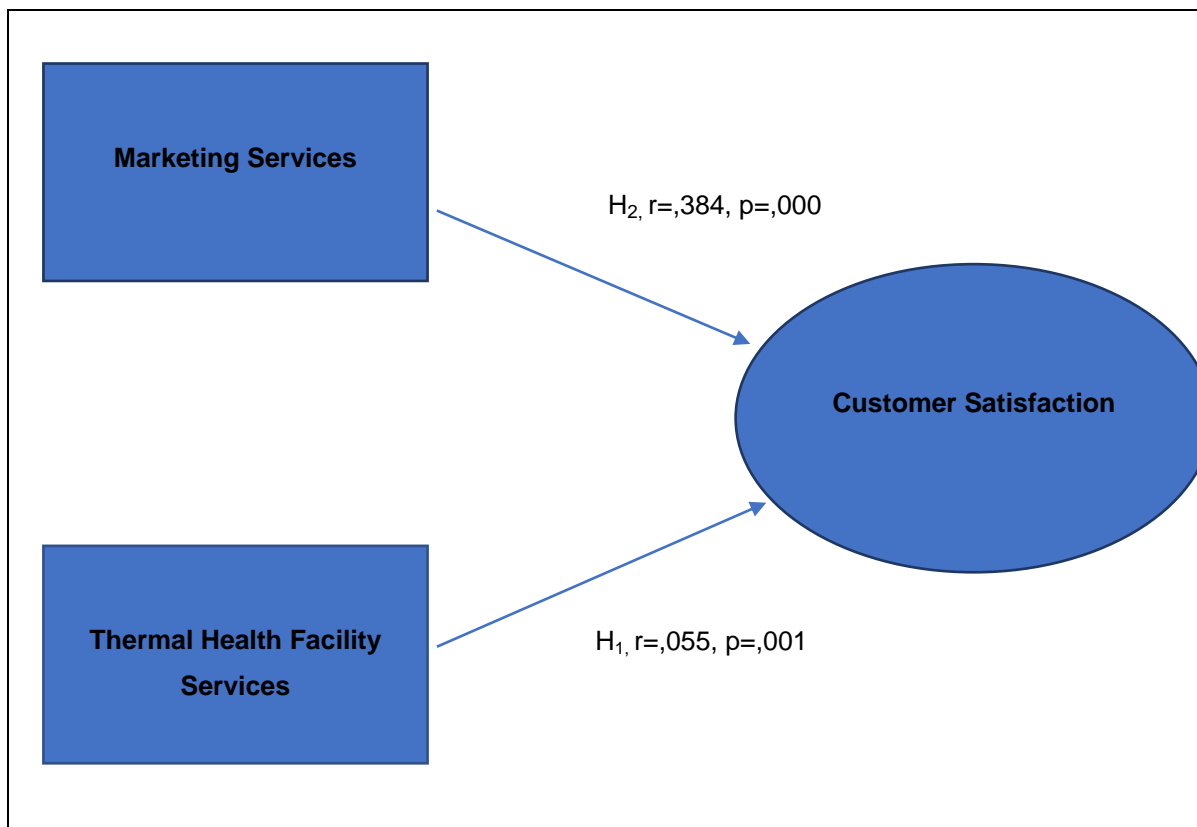 Marketing Services
H2, r=,384, p=,000
Customer Satisfaction
H1, r=,055, p=,001
Thermal Health Facility
Services